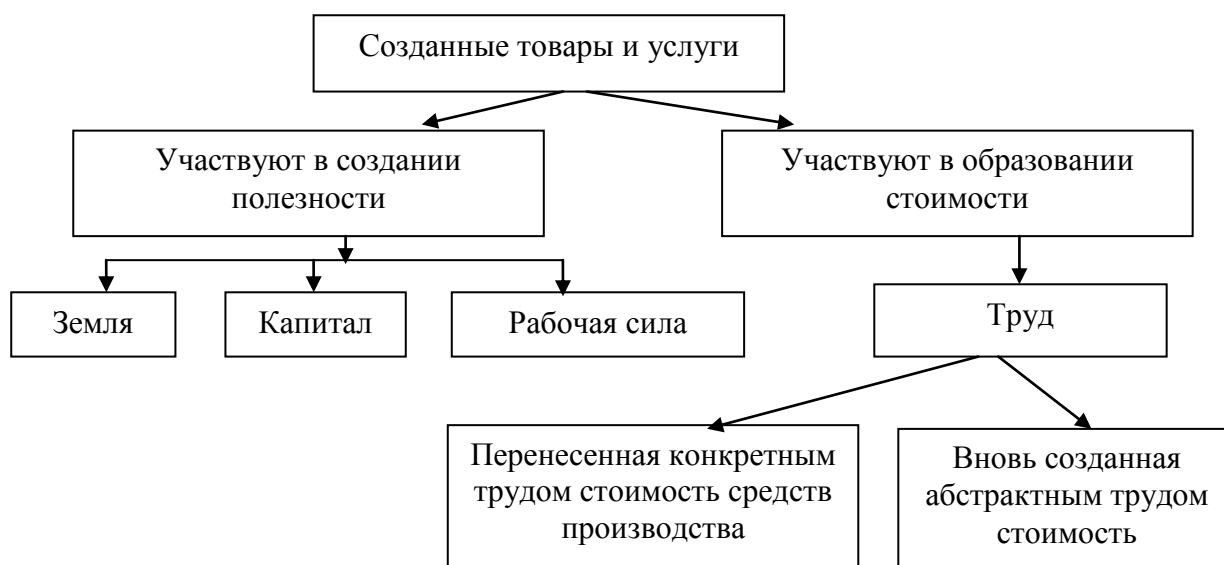 Созданные товары и услуги
Участвуют в создании
полезности
Участвуют в образовании
стоимости
Земля
Капитал
Рабочая сила
Труд
Перенесенная конкретным
трудом стоимость средств
производства
Вновь созданная
абстрактным трудом
стоимость